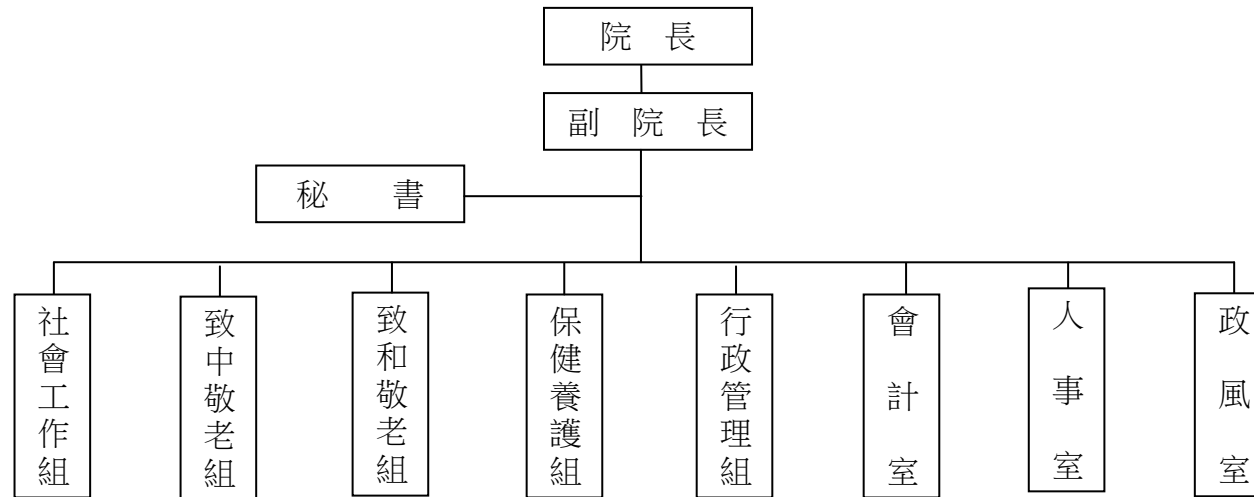 院　長
副　院　長
秘　　書
社會工作組
致中敬老組
致和敬老組
保健養護組
行政管理組
會計室
人事室
政風室